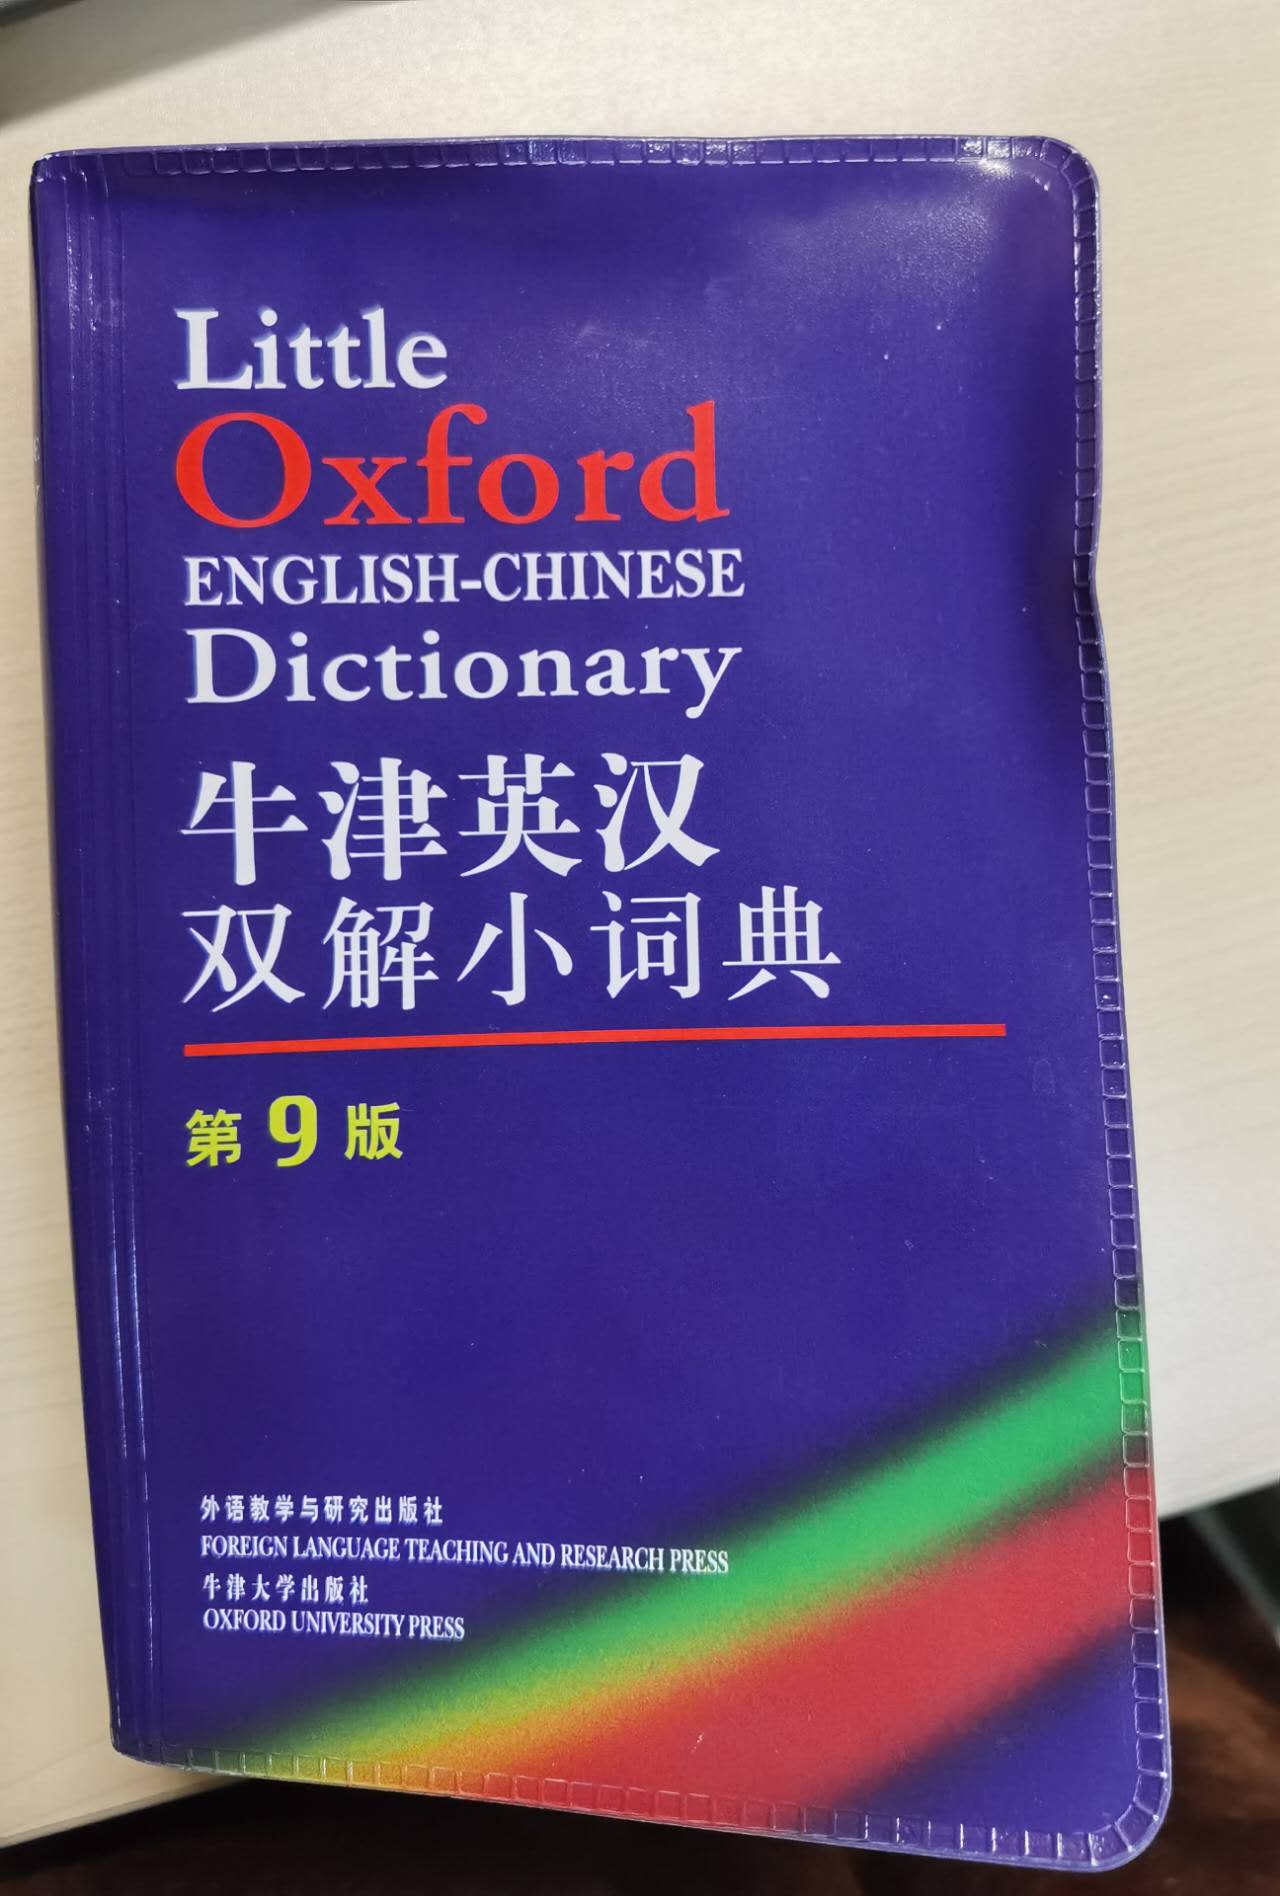 Little
Oxford
ENGLISH-CHINESE
Dictionary
牛津英汉
双解小词典
第9版
外语教学与研究出版社
FOREIGN LANGUAGE TEACHING AND RESEARCH PRESS
牛津大学出版社
OXFORD UNIVERSITY PRESS